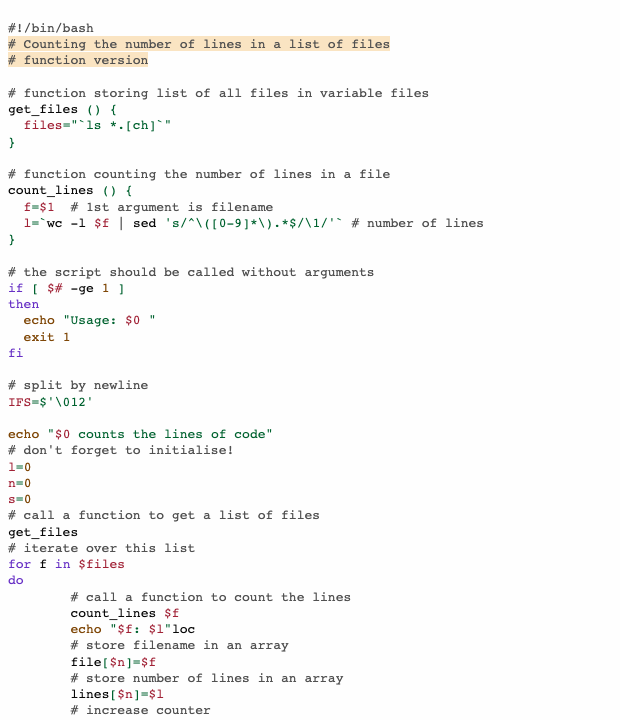 #!/bin/bash
# Counting the number of lines in a list of files
# function version

# function storing list of all files in variable files
get_files () {
  files="`ls *.[ch]`"
}

# function counting the number of lines in a file
count_lines () {
  f=$1  # 1st argument is filename
  l=`wc -l $f | sed 's/^\([0-9]*\).*$/\1/'` # number of lines
}

# the script should be called without arguments
if [ $# -ge 1 ]
then
  echo "Usage: $0 "
  exit 1
fi

# split by newline
IFS=$'\012'

echo "$0 counts the lines of code"
# don't forget to initialise!
l=0
n=0
s=0
# call a function to get a list of files
get_files
# iterate over this list
for f in $files
do
        # call a function to count the lines
        count_lines $f
        echo "$f: $l"loc
        # store filename in an array
        file[$n]=$f
        # store number of lines in an array
        lines[$n]=$l
        # increase counter